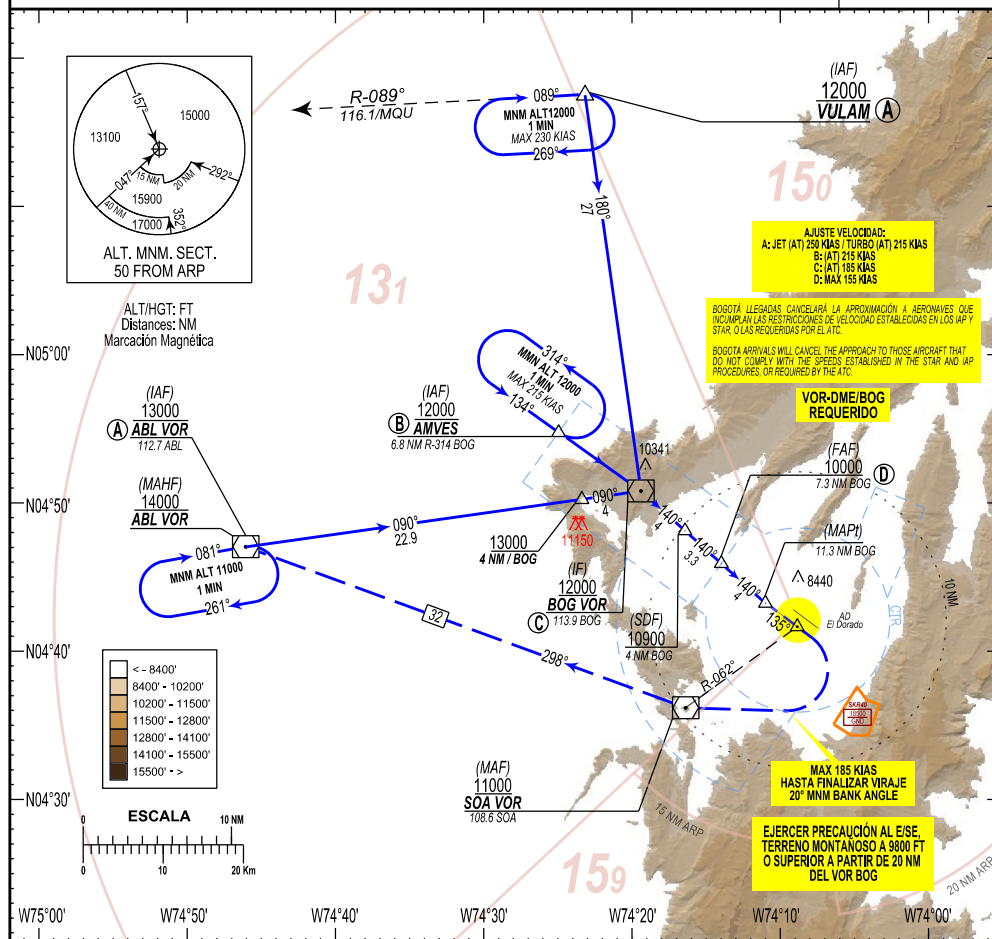 157°
15000
13100
047°
15 NM
20 NM
292°
15900
40 NM
17000
352°
ALT. MNM. SECT.
50 FROM ARP
ALT/HGT: FT
Distances: NM
Marcación Magnética
R-089°
116.1/MQU
089°
MNM ALT12000
1 MIN
MAX 230 KIAS
269°
(IAF)
12000
VULAM
A
180°
27
150
131
AJUSTE VELOCIDAD:
A: JET (AT) 250 KIAS / TURBO (AT) 215 KIAS
B: (AT) 215 KIAS
C: (AT) 185 KIAS
D: MAX 155 KIAS
BOGOTÁ LLEGADAS CANCELARÁ LA APROXIMACIÓN A AERONAVES QUE
INCUMPLAN LAS RESTRICCIONES DE VELOCIDAD ESTABLECIDAS EN LOS IAP Y
STAR, O LAS REQUERIDAS POR EL ATC.
BOGOTA ARRIVALS WILL CANCEL THE APPROACH TO THOSE AIRCRAFT THAT
DO NOT COMPLY WITH THE SPEEDS ESTABLISHED IN THE STAR AND IAP
PROCEDURES, OR REQUIRED BY THE ATC.
VOR-DME/BOG
REQUERIDO
N05°00'
314°
MMN ALT 12000
1 MIN
MAX 215 KIAS
134°
(IAF)
13000
A
ABL VOR
112.7 ABL
(IAF)
12000
B
AMVES
6.8 NM R-314 BOG
10341
(FAF)
10000
D
7.3 NM BOG
(MAHF)
14000
ABL VOR
N04°50'
090°
4
090°
22.9
140°
4
140°
3.3
140°
4
135°
11150
13000
4 NM / BOG
(MAPt)
11.3 NM BOG
8440
081°
MNM ALT 11000
1 MIN
261°
(IF)
12000
BOG VOR
113.9 BOG
C
(SDF)
10900
4 NM BOG
AD
El Dorado
CTR
10 NM
32
298°
R-062°
N04°40'
< - 8400'
8400' - 10200'
10200' - 11500'
11500' - 12800'
12800' - 14100'
14100' - 15500'
15500' - >
SKR40
18500
GND
(MAF)
11000
SOA VOR
108.6 SOA
MAX 185 KIAS
HASTA FINALIZAR VIRAJE
20° MNM BANK ANGLE
N04°30'
ESCALA
0
10 NM
0
10
20 Km
15 NM ARP
EJERCER PRECAUCIÓN AL E/SE,
TERRENO MONTAÑOSO A 9800 FT
O SUPERIOR A PARTIR DE 20 NM
DEL VOR BOG
159
20 NM ARP
W75°00'
W74°50'
W74°40'
W74°30'
W74°20'
W74°10'
W74°00'